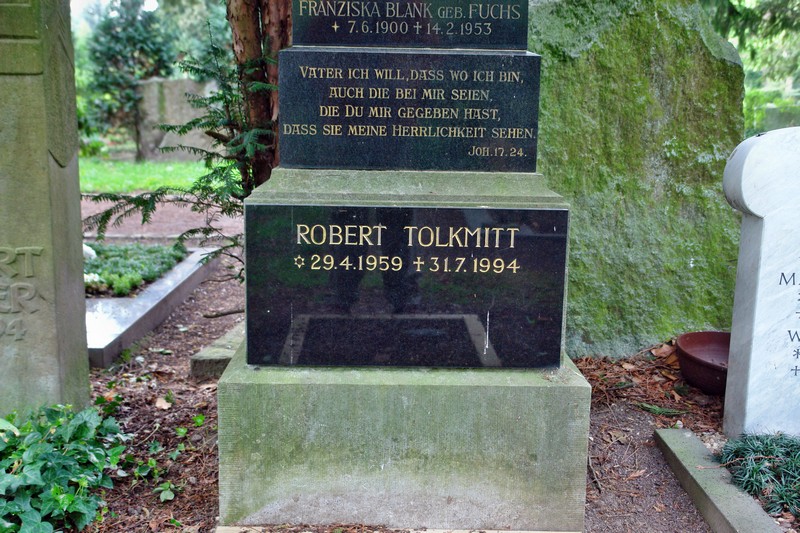 FRANZISKA BLANK GEB. FUCHS
✶ 7.6.1900 ✝ 14.2.1953
VATER ICH WILL, DASS WO ICH BIN,
AUCH DIE BEI MIR SEIEN,
DIE DU MIR GEGEBEN HAST,
DASS SIE MEINE HERRLICHKEIT SEHEN.
JOH. 17.24.
ROBERT TOLKMITT
✡ 29.4.1959 ✝ 31.7.1994